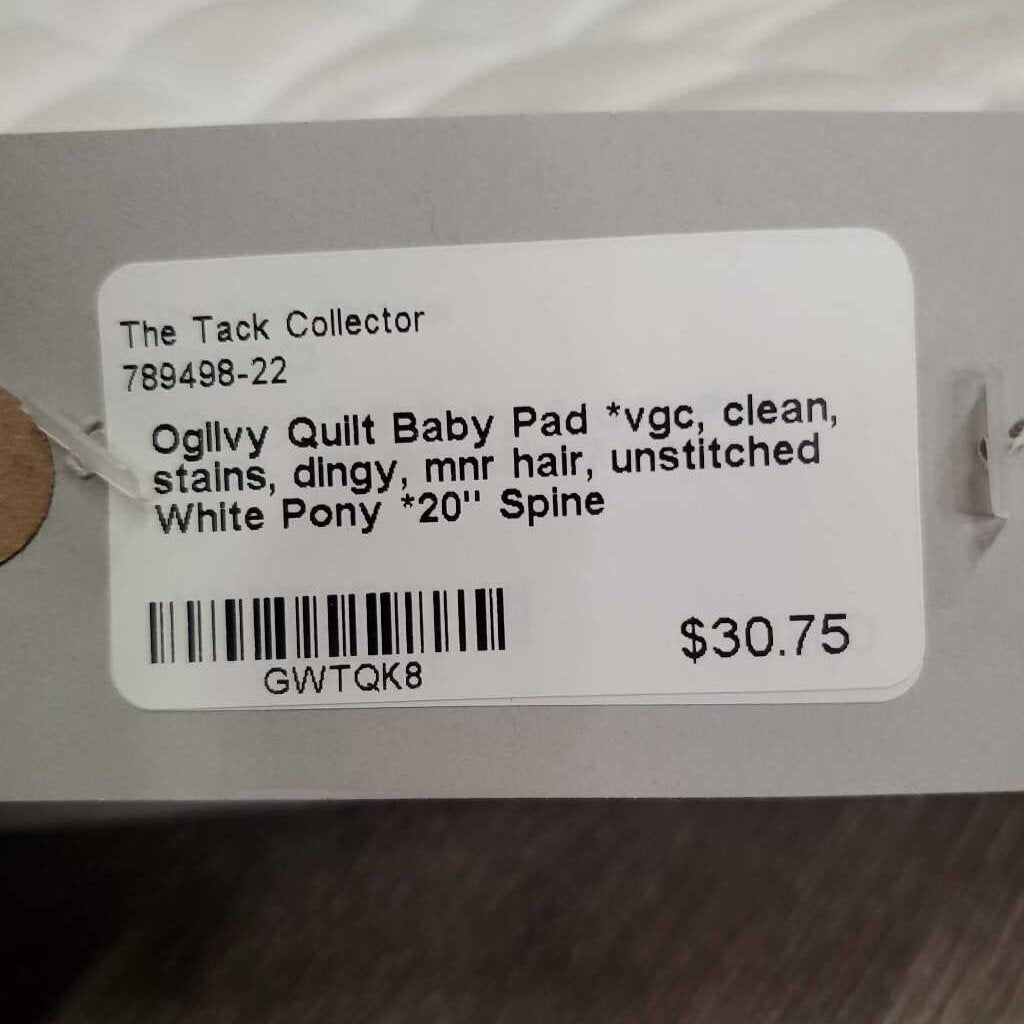 The Tack Collector
789498-22
Ogilvy Quilt Baby Pad *vgc, clean,
stains, dingy, mnr hair, unstitched
White Pony *20" Spine
GWTQK8
$30.75